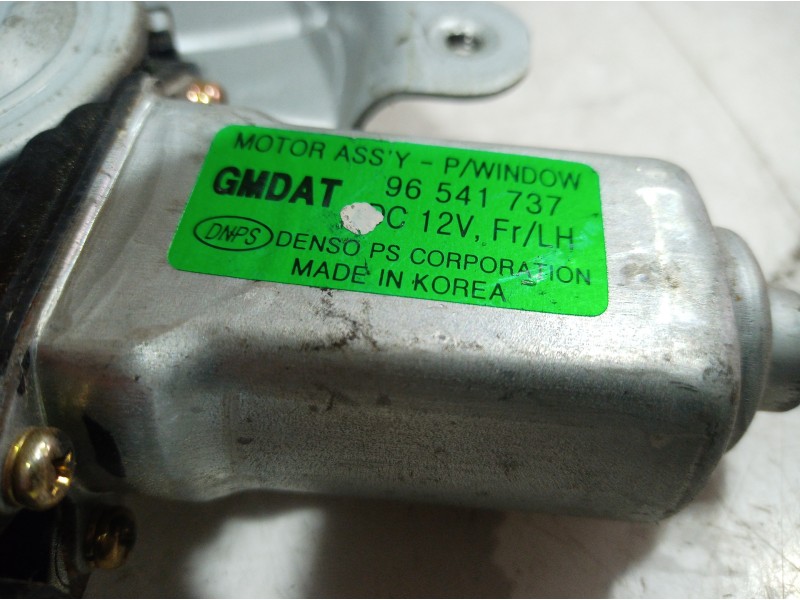 MOTOR ASS'Y - P/WINDOW
GMDAT 96 541 737
DC 12V, Fr/LH
DNPS DENSO PS CORPORATION
MADE IN KOREA